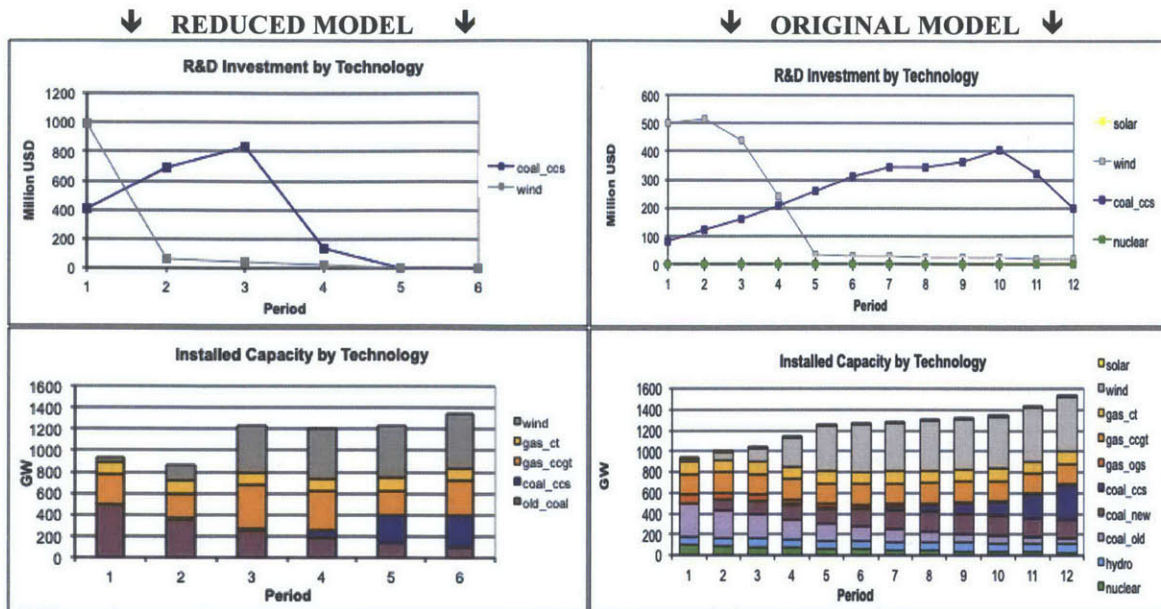 REDUCED MODEL
R&D Investment by Technology
1200
1000
800
600
400
200
0
Million USD
1 2 3 4 5 6
Period
coal_ccs
wind
ORIGINAL MODEL
R&D Investment by Technology
600
500
400
300
200
100
0
Million USD
1 2 3 4 5 6 7 8 9 10 11 12
Period
solar
wind
coal_ccs
nuclear
Installed Capacity by Technology
1600
1400
1200
1000
800
600
400
200
0
GW
1 2 3 4 5 6
Period
wind
gas_ct
gas_ccgt
coal_ccs
old_coal
Installed Capacity by Technology
1600
1400
1200
1000
800
600
400
200
0
GW
1 2 3 4 5 6 7 8 9 10 11 12
Period
solar
wind
gas_ct
gas_ccgt
gas_ogs
coal_ccs
coal_new
coal_old
hydro
nuclear